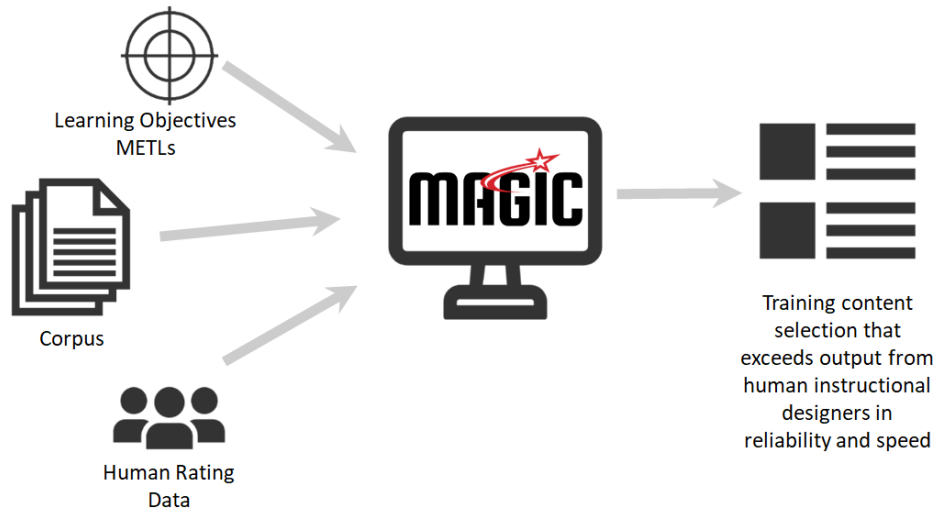 Learning Objectives
METLs
Corpus
Human Rating
Data
MAGIC
Training content
selection that
exceeds output from
human instructional
designers in
reliability and speed